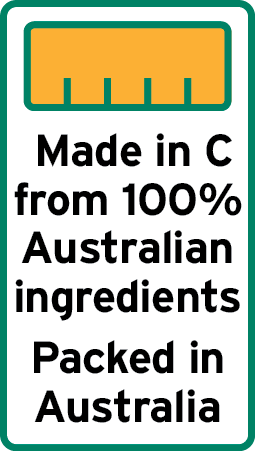 Made in C
from 100%
Australian
ingredients
Packed in
Australia